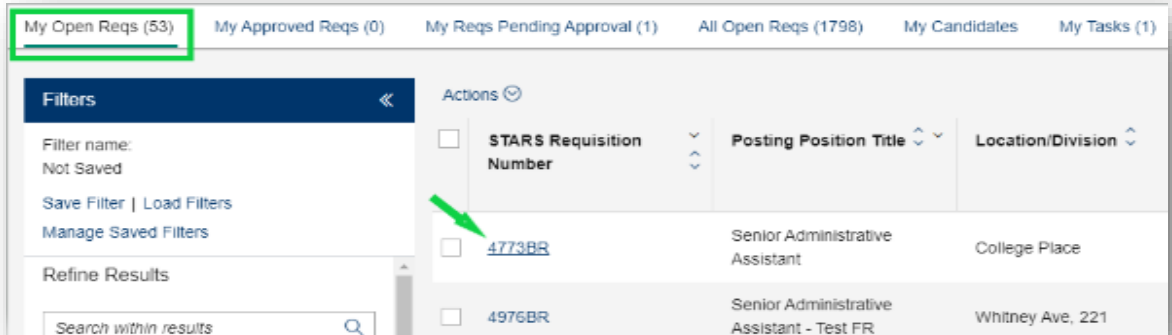 My Open Reqs (53) My Approved Reqs (0) My Reqs Pending Approval (1) All Open Reqs (1798) My Candidates My Tasks (1)
Filters
Filter name:
Not Saved
Save Filter | Load Filters
Manage Saved Filters
Refine Results
Search within results
Actions
STARS Requisition
Number
Posting Position Title
Location/Division
4773BR
Senior Administrative
Assistant
College Place
4976BR
Senior Administrative
Assistant - Test FR
Whitney Ave, 221